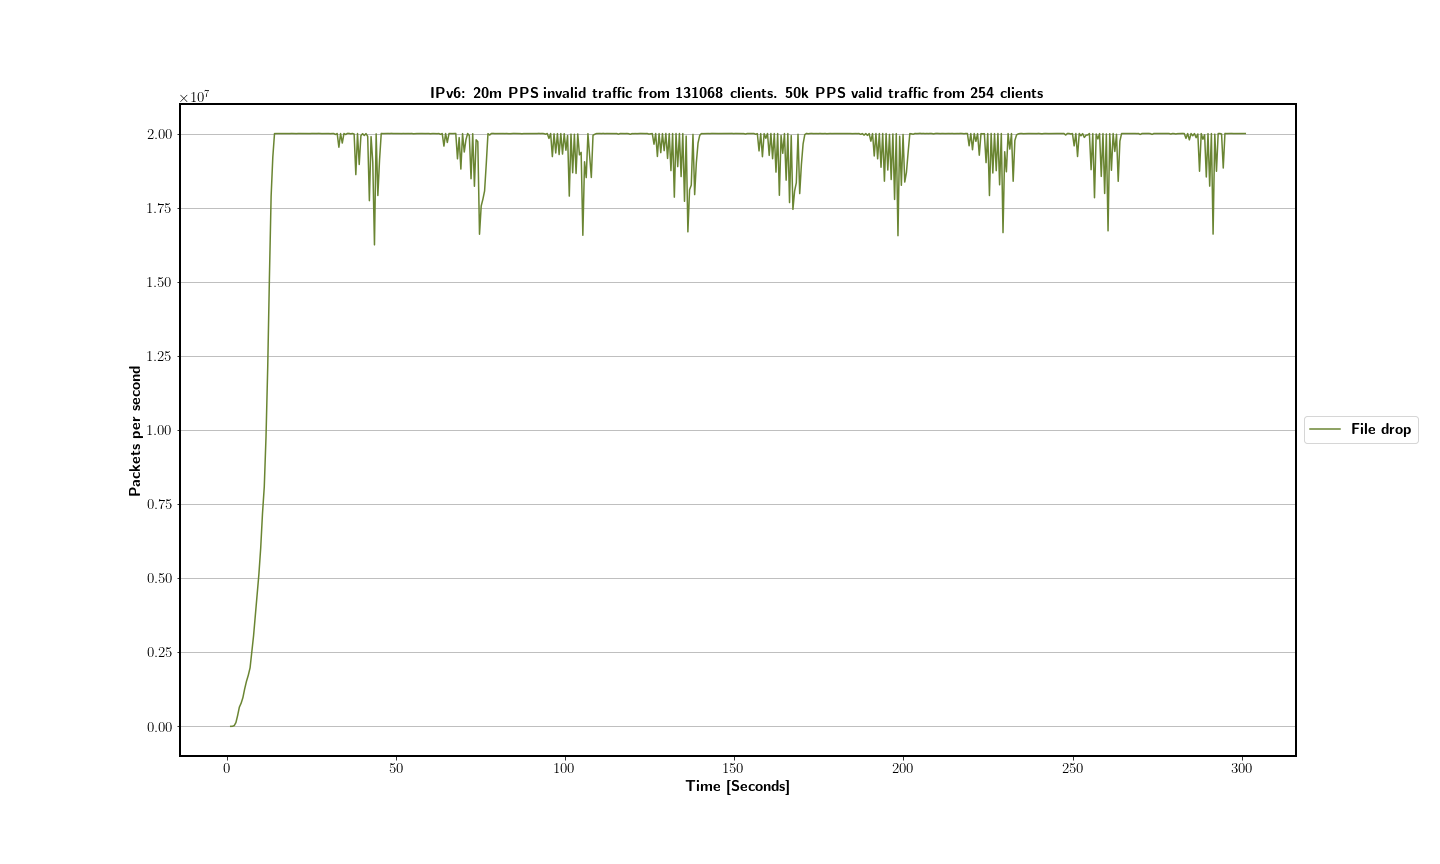 IPv6: 20m PPS invalid traffic from 131068 clients. 50k PPS valid traffic from 254 clients
×10⁷
2.00
1.75
1.50
1.25
1.00
0.75
0.50
0.25
0.00
Packets per second
0 50 100 150 200 250 300
Time [Seconds]
File drop